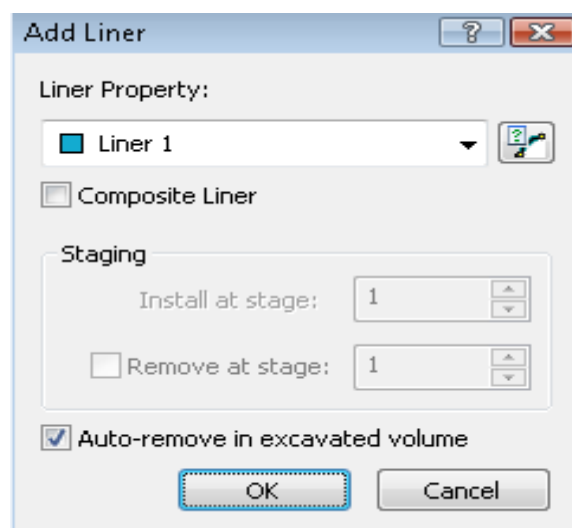 Add Liner
Liner Property:
Liner 1
Composite Liner
Staging
Install at stage: 1
Remove at stage: 1
Auto-remove in excavated volume
OK Cancel